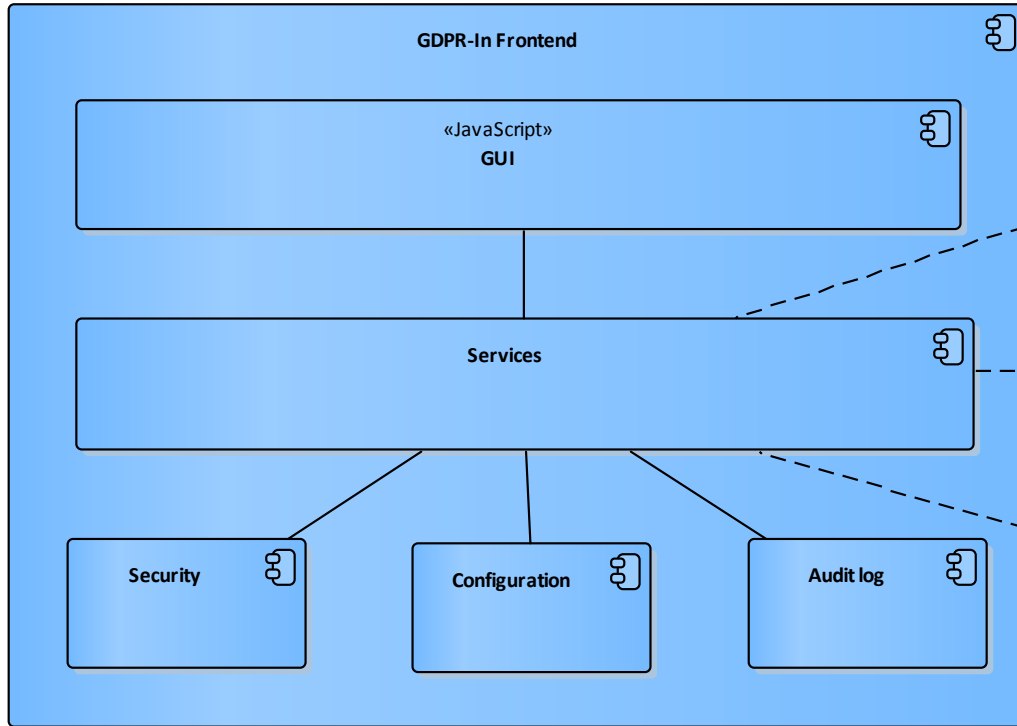 GDPR-In Frontend
«JavaScript»
GUI
Services
Security
Configuration
Audit log